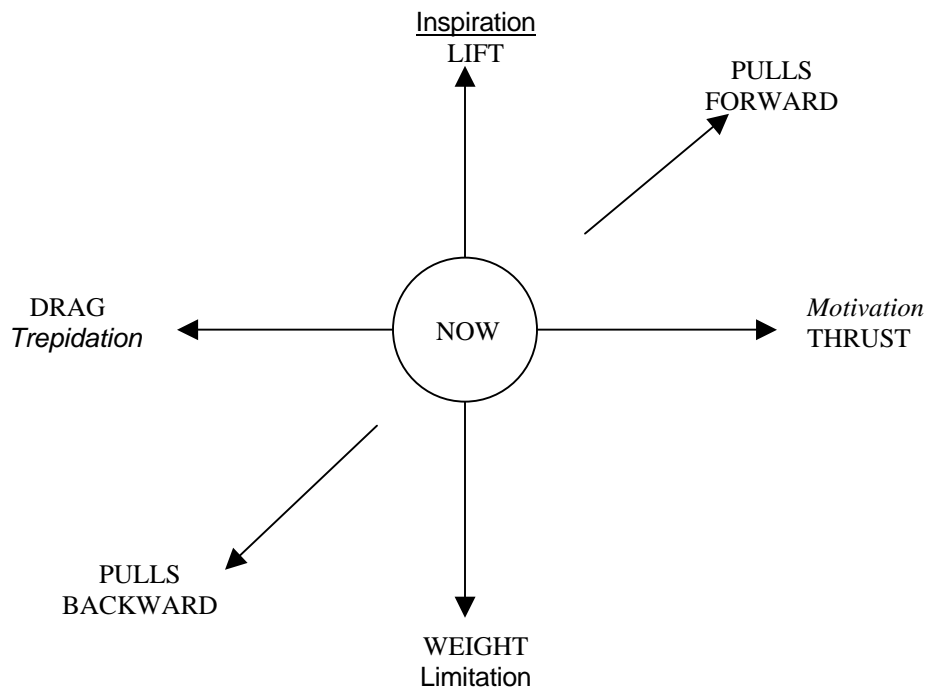 Inspiration
LIFT
PULLS
FORWARD
DRAG
Trepidation
NOW
Motivation
THRUST
PULLS
BACKWARD
WEIGHT
Limitation